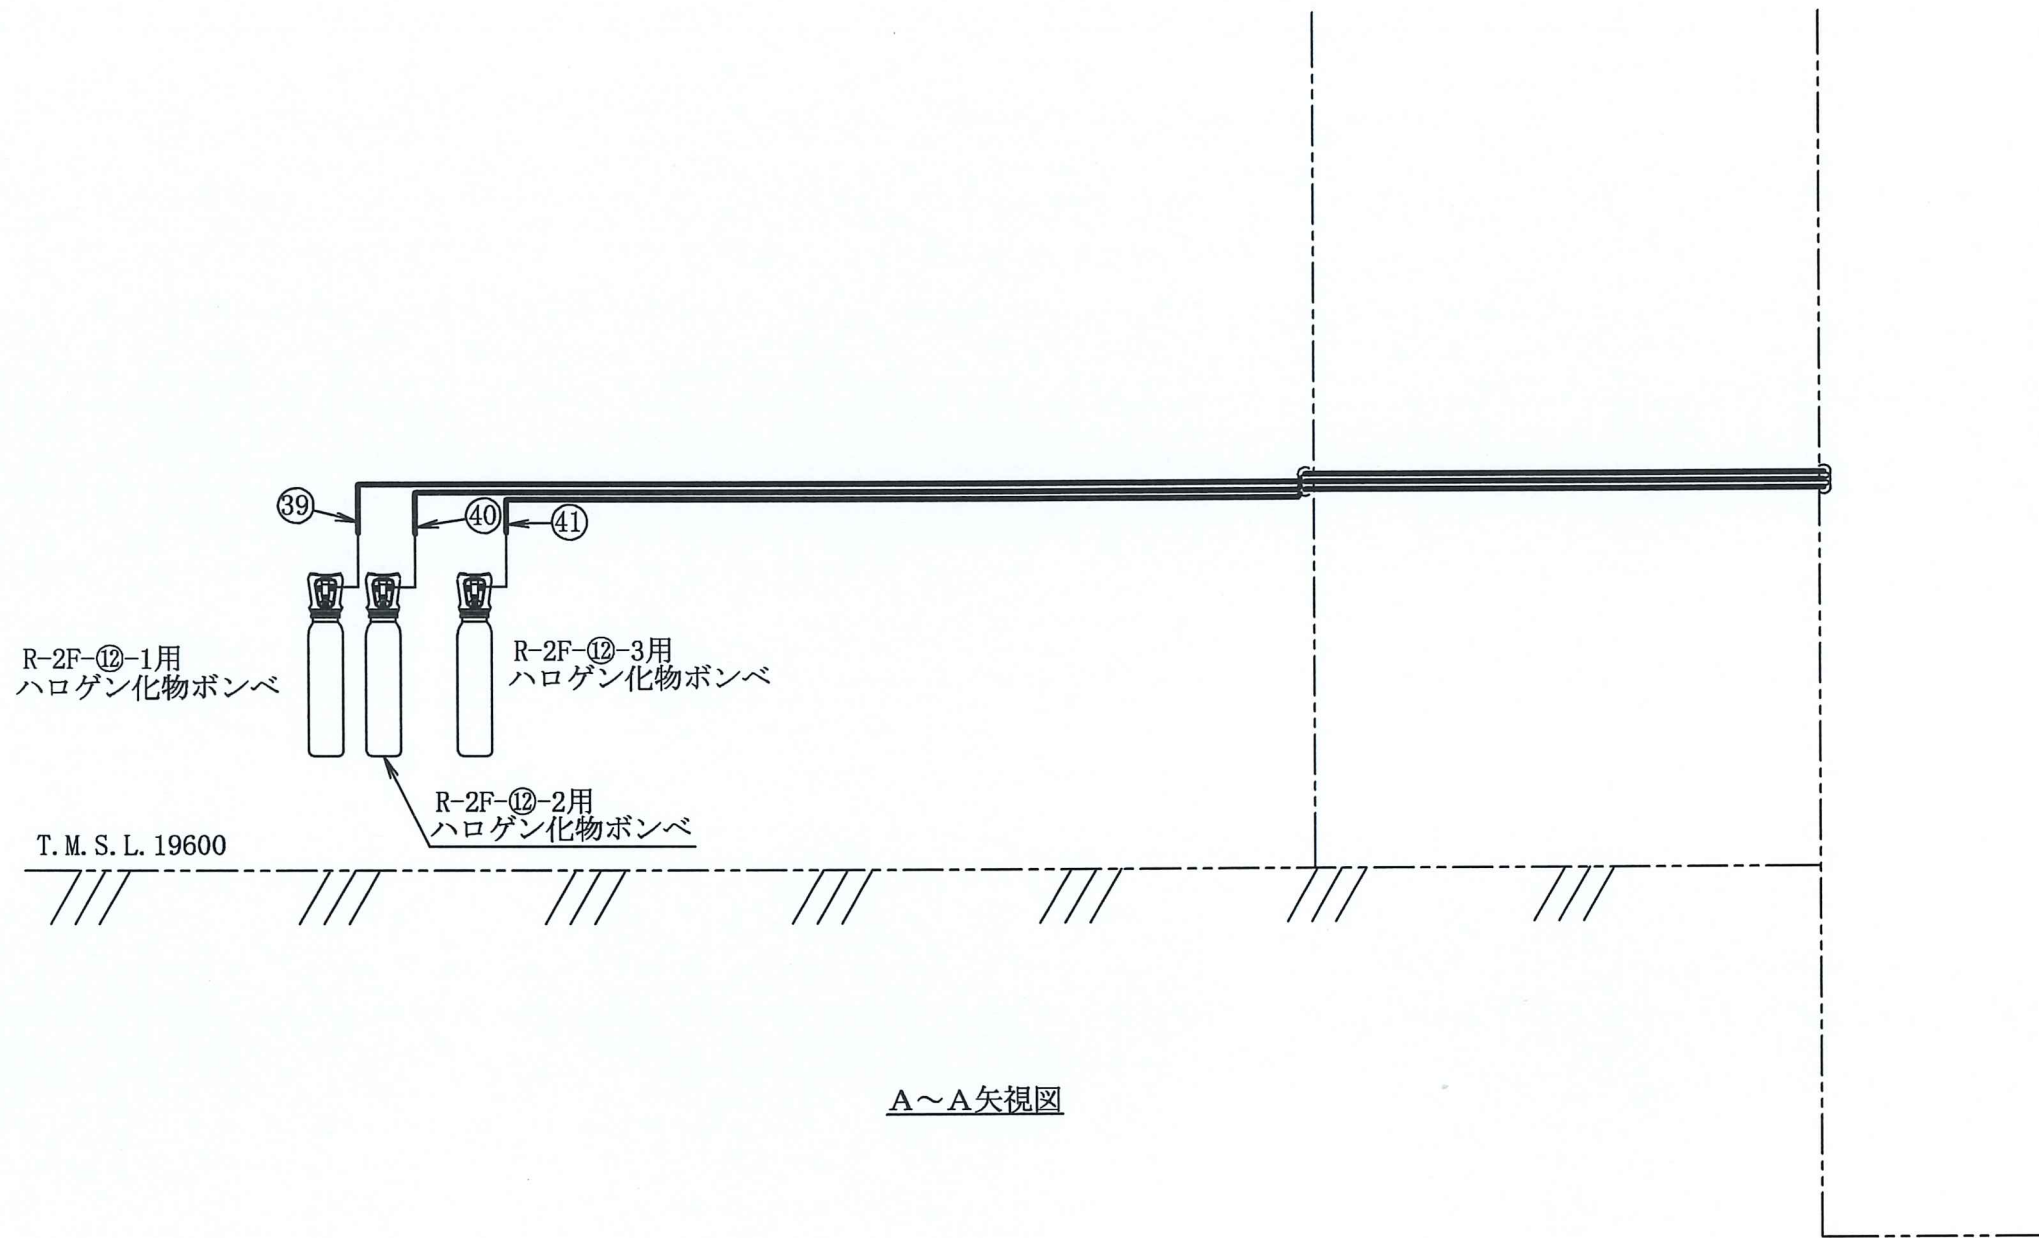 ㊴
㊵
㊶
R-2F-⑫-1用
ハロゲン化物ボンベ
R-2F-⑫-3用
ハロゲン化物ボンベ
R-2F-⑫-2用
ハロゲン化物ボンベ
T.M.S.L.19600
A～A矢視図